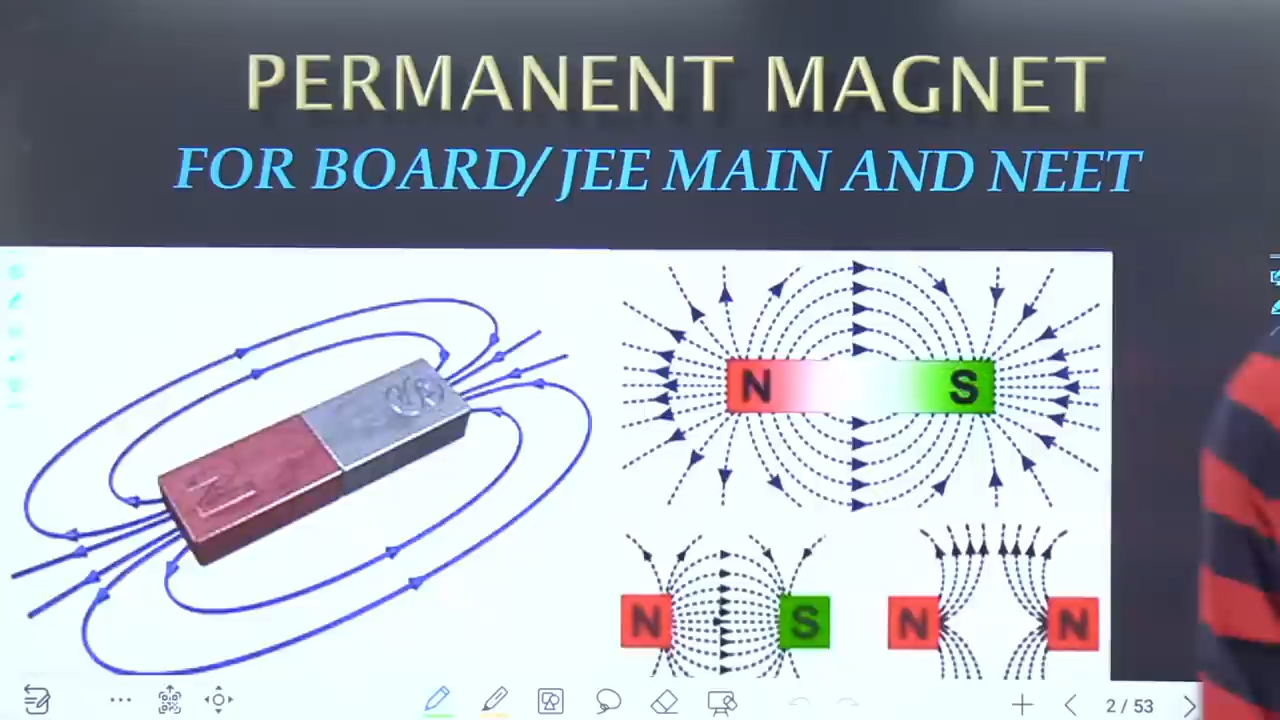 PERMANENT MAGNET
FOR BOARD/ JEE MAIN AND NEET
N S
N S
N S N N
2 / 53